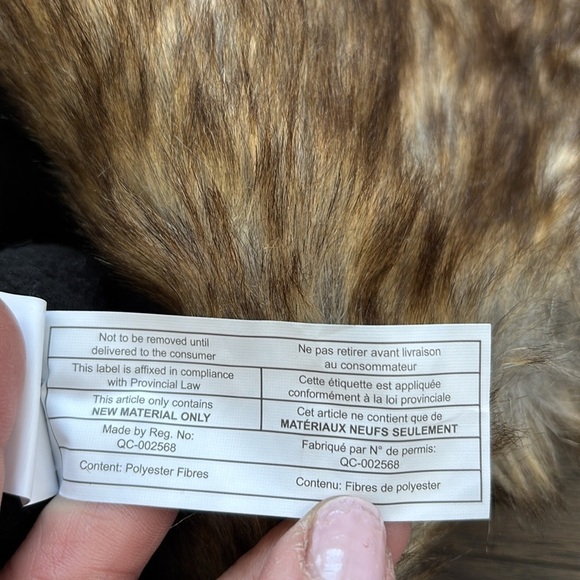 Not to be removed until
delivered to the consumer
Ne pas retirer avant livraison
au consommateur
This label is affixed in compliance
with Provincial Law
Cette étiquette est appliquée
conformément à la loi provinciale
This article only contains
NEW MATERIAL ONLY
Cet article ne contient que de
MATÉRIAUX NEUFS SEULEMENT
Made by Reg. No:
QC-002568
Fabriqué par N° de permis:
QC-002568
Content: Polyester Fibres
Contenu: Fibres de polyester